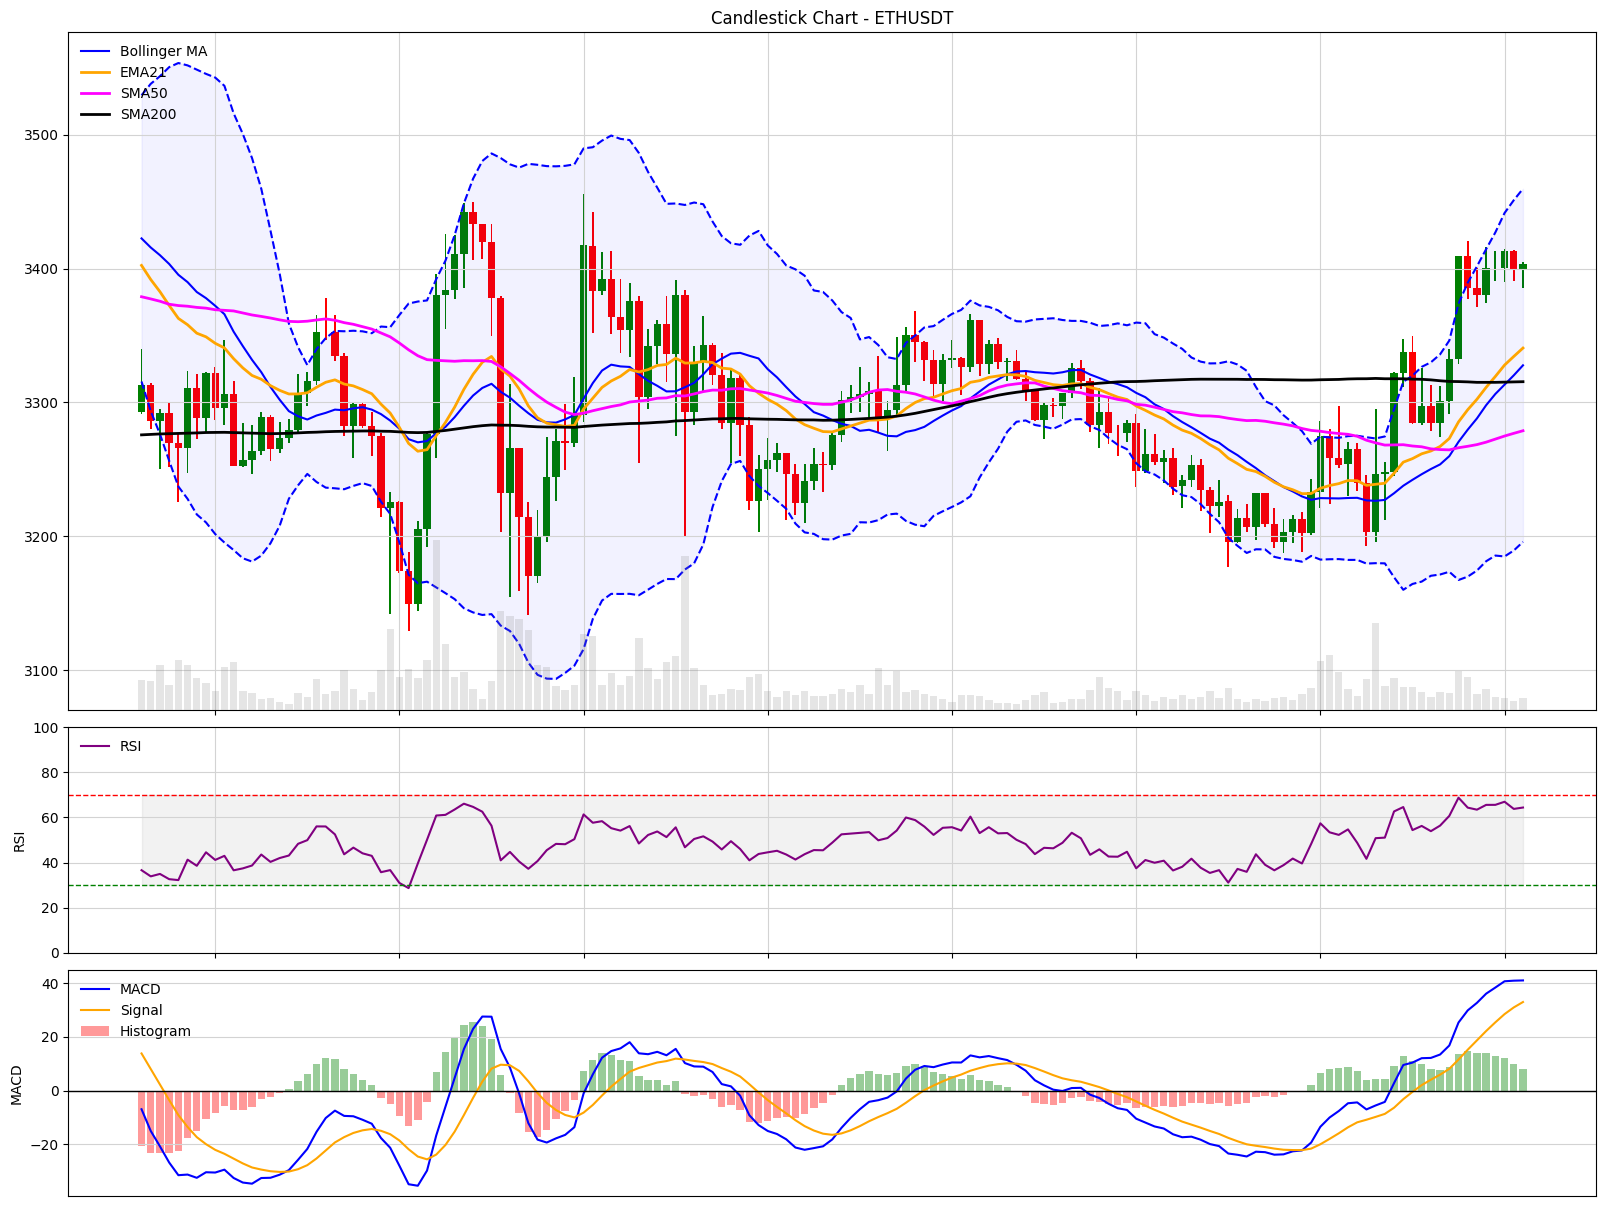 Candlestick Chart - ETHUSDT
Bollinger MA
EMA21
SMA50
SMA200
3500
3400
3300
3200
3100
RSI
100
80
60
40
20
0
RSI
MACD
Signal
Histogram
40
20
0
−20
MACD